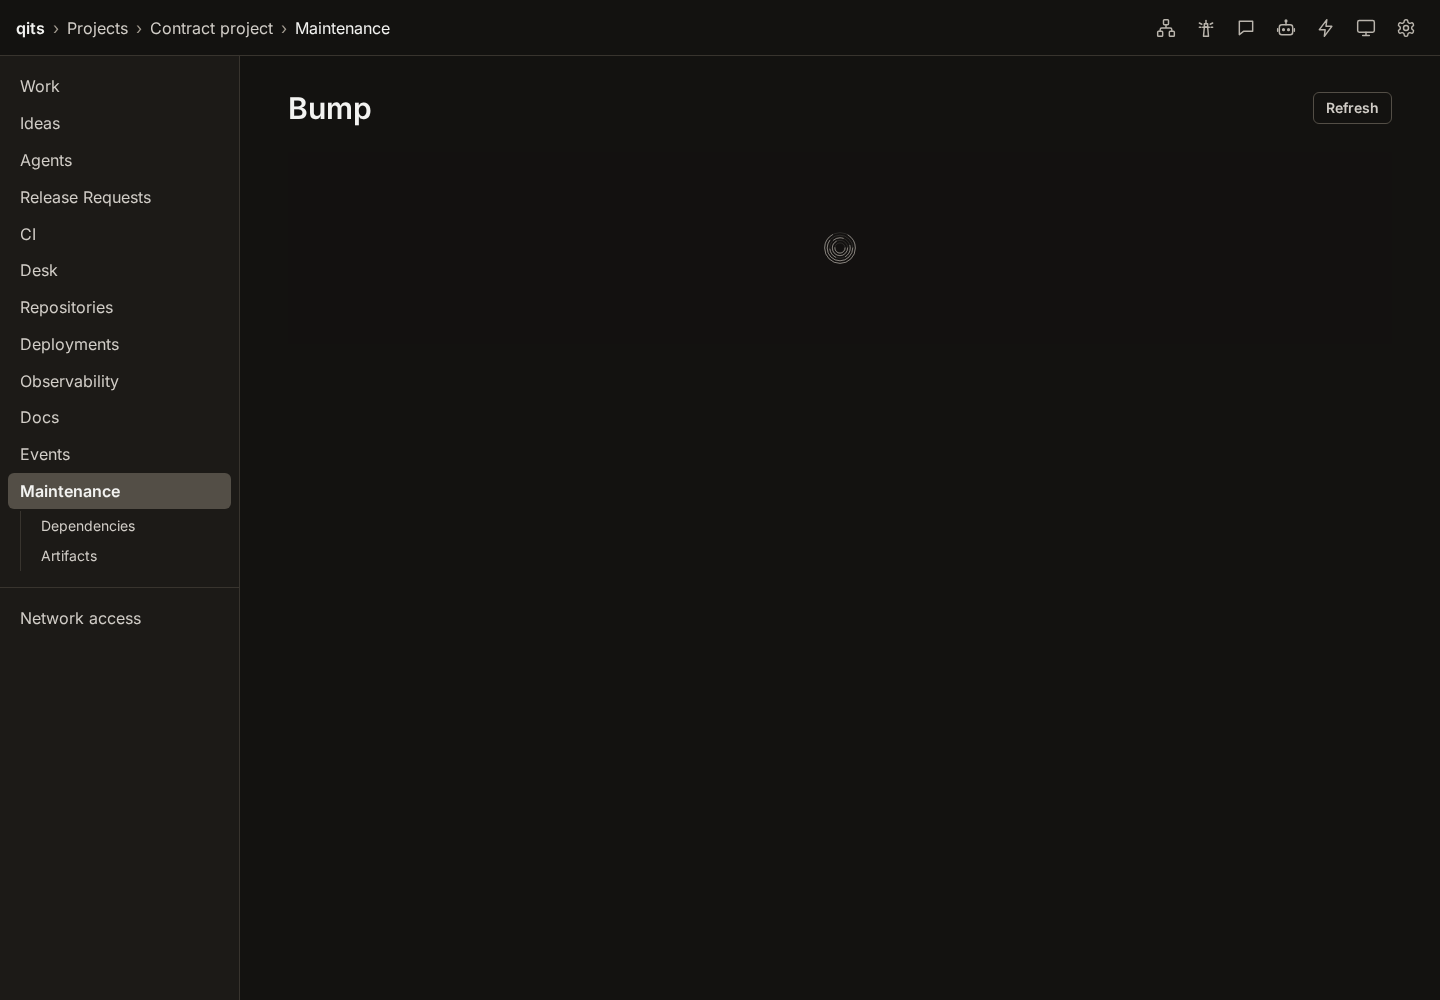 qits › Projects › Contract project › Maintenance
Work
Ideas
Agents
Release Requests
CI
Desk
Repositories
Deployments
Observability
Docs
Events
Maintenance
Dependencies
Artifacts
Network access
Bump
Refresh